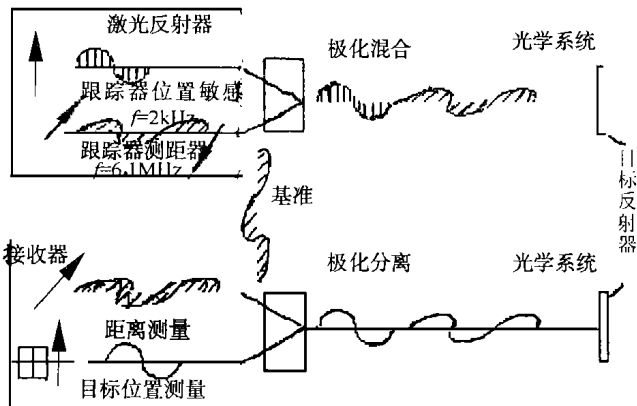 激光反射器
极化混合
光学系统
跟踪器位置敏感
f=2kHz
跟踪器测距器
f=6.1MHz
基准
目标反射器
接收器
极化分离
光学系统
距离测量
目标位置测量